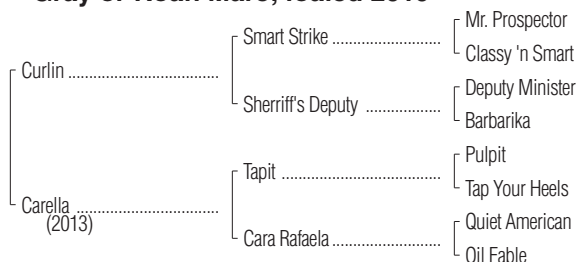 Gray or Roan Mare; foaled
Mr. Prospector
Smart Strike ........................
Classy 'n Smart
Curlin ..................................
Deputy Minister
Sherriff's Deputy .................
Barbarika
Pulpit
Tapit ....................................
Tap Your Heels
Carella ................................
(2013)
Quiet American
Cara Rafaela ........................
Oil Fable